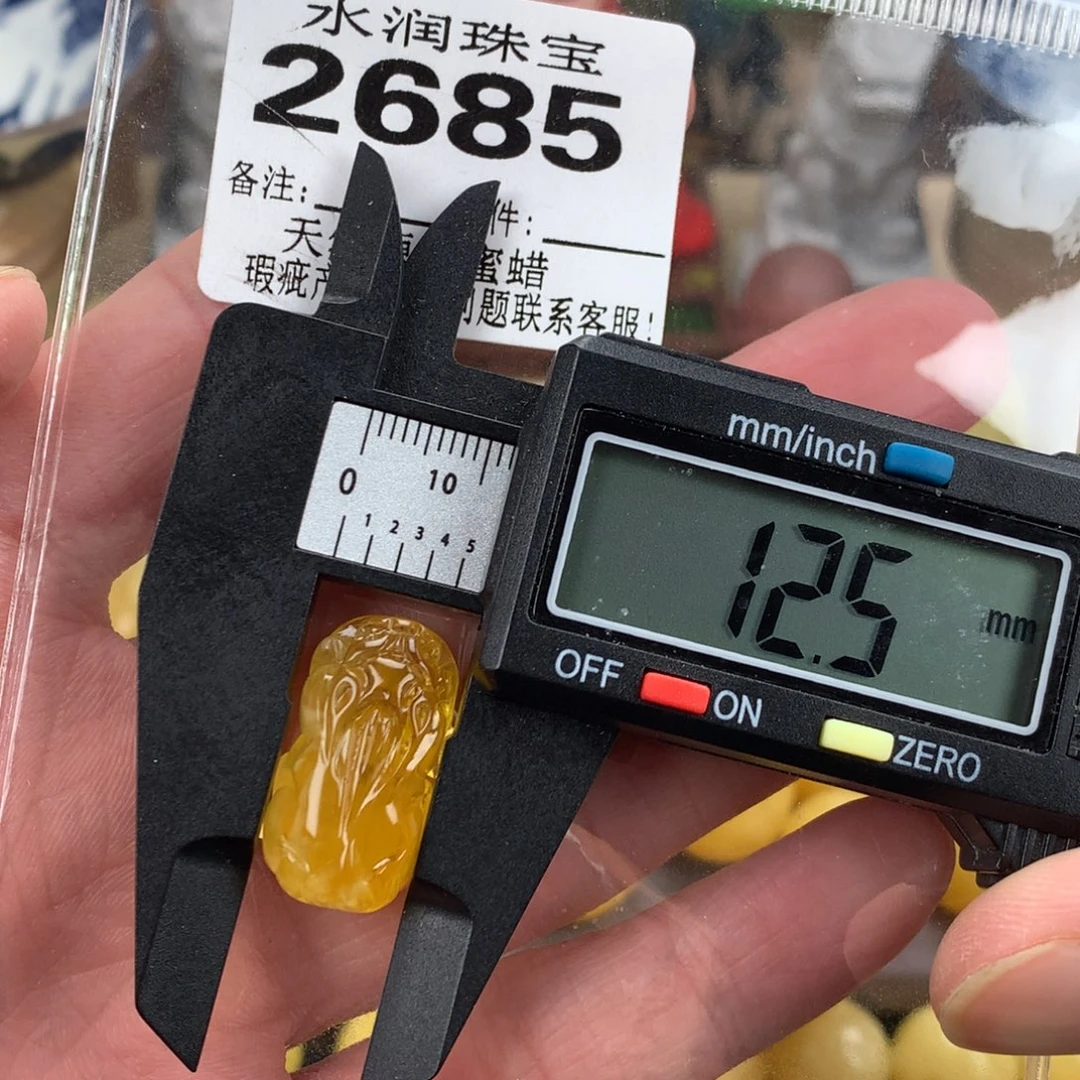 水润珠宝
2685
备注: 件:
天 蜜蜡
瑕疵 问题联系客服!
mm/inch
0 10
1 2 3 4 5
12.5 mm
OFF ON ZERO